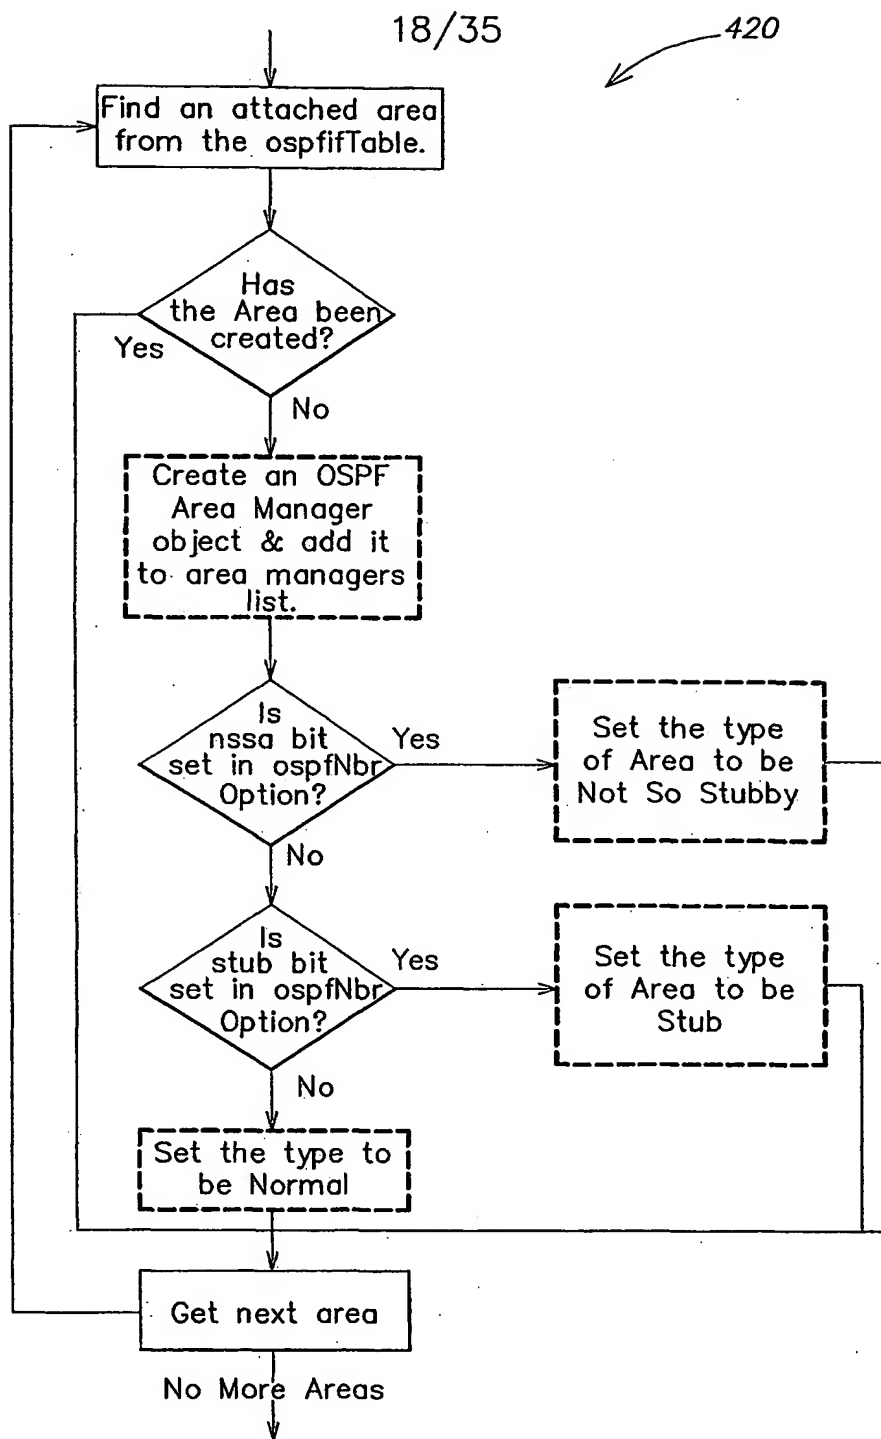 18/35
420
Find an attached area
from the ospfifTable.
Has
the Area been
created?
Yes
No
Create an OSPF
Area Manager
object & add it
to area managers
list.
Is
nssa bit
set in ospfNbr
Option?
Yes
Set the type
of Area to be
Not So Stubby
No
Is
stub bit
set in ospfNbr
Option?
Yes
Set the type
of Area to be
Stub
No
Set the type to
be Normal
Get next area
No More Areas